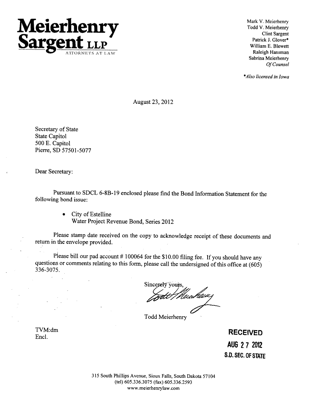 Meierhenry
Sargent LLP
ATTORNEYS AT LAW
Mark V. Meierhenry
Todd V. Meierhenry
Clint Sargent
Patrick J. Glover*
William E. Blewett
Raleigh Hansman
Sabrina Meierhenry
Of Counsel
*Also licensed in Iowa
August 23, 2012
Secretary of State
State Capitol
500 E. Capitol
Pierre, SD 57501-5077
Dear Secretary:
Pursuant to SDCL 6-8B-19 enclosed please find the Bond Information Statement for
the following bond issue:
• City of Estelline
Water Project Revenue Bond, Series 2012
Please stamp date received on the copy to acknowledge receipt of these documents and
return in the envelope provided.
Please bill our pad account # 100064 for the $10.00 filing fee. If you should have any
questions or comments relating to this form, please call the undersigned of this office at (605)
336-3075.
Sincerely yours,
Todd Meierhenry
Todd Meierhenry
TVM:dm
Encl.
RECEIVED
AUG 27 2012
S.D. SEC. OF STATE
315 South Phillips Avenue, Sioux Falls, South Dakota 57104
(tel) 605.336.3075 (fax) 605.336.2593
www.meierhenrylaw.com